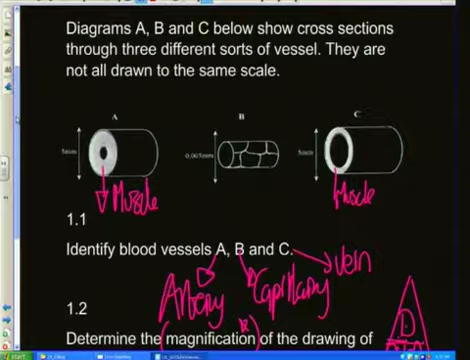 Diagrams A, B and C below show cross sections
through three different sorts of vessel. They are
not all drawn to the same scale.
A B C
5mm 0,005mm 5mm
Muscle Muscle
1.1
Identify blood vessels A, B and C.
Artery Capillary Vein
1.2
Determine the magnification of the drawing of
D